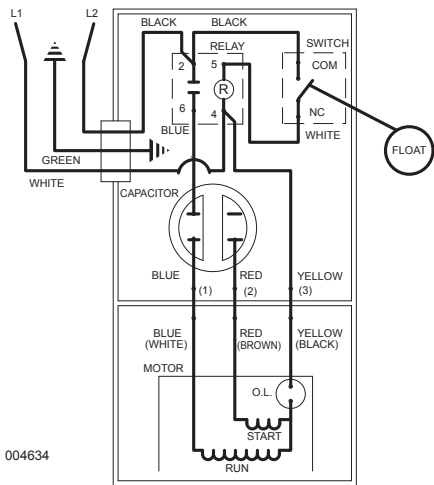 L1
L2
BLACK
BLACK
RELAY
SWITCH
2
5
COM
R
6
4
NC
BLUE
WHITE
FLOAT
GREEN
WHITE
CAPACITOR
BLUE
RED
YELLOW
(1)
(2)
(3)
BLUE
(WHITE)
RED
(BROWN)
YELLOW
(BLACK)
MOTOR
O.L.
START
RUN
004634